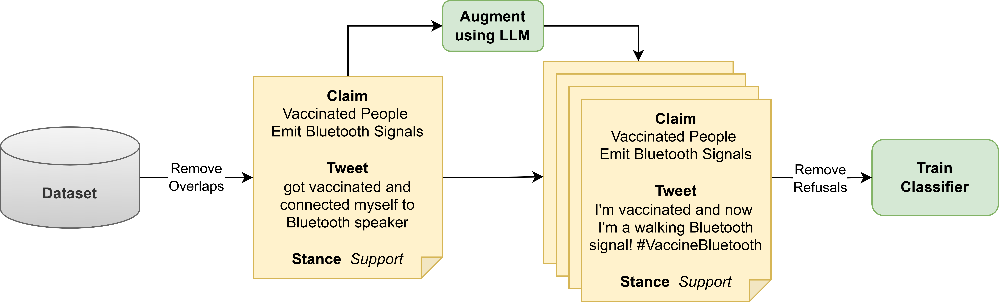 Augment
using LLM
Dataset
Remove
Overlaps
Claim
Vaccinated People
Emit Bluetooth Signals
Tweet
got vaccinated and
connected myself to
Bluetooth speaker
Stance Support
Claim
Vaccinated People
Emit Bluetooth Signals
Tweet
I'm vaccinated and now
I'm a walking Bluetooth
signal! #VaccineBluetooth
Stance Support
Remove
Refusals
Train
Classifier